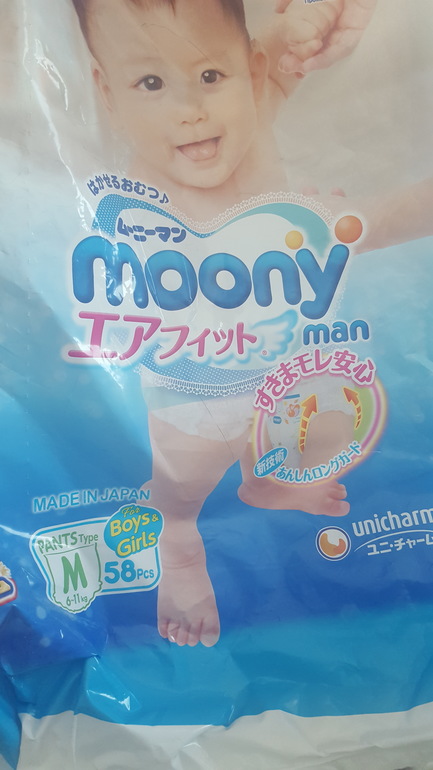 はかせるおむつ♪
ムーニーマン
moony
エアフィット
man
すきまモレ安心
新技術
あんしんロングガード
MADE IN JAPAN
For
Boys &
Girls
PANTS Type
M
6-11kg
58Pcs
unicharm
ユニ・チャーム